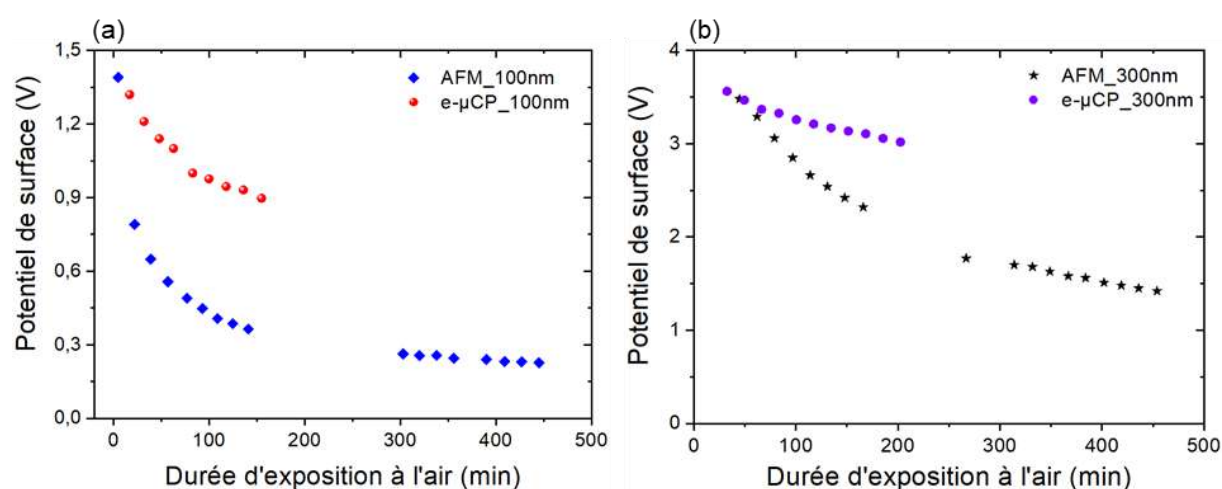 (a)
Potentiel de surface (V)
1,5
1,2
0,9
0,6
0,3
0,0
AFM_100nm
e-µCP_100nm
0 100 200 300 400 500
Durée d'exposition à l'air (min)
(b)
Potentiel de surface (V)
4
3
2
1
0
AFM_300nm
e-µCP_300nm
0 100 200 300 400 500
Durée d'exposition à l'air (min)